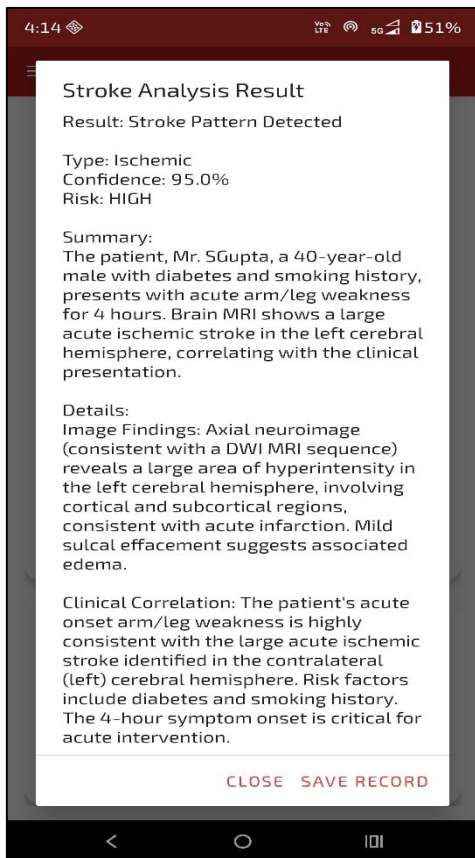 4:14
Vo))
LTE
5G
51%
Stroke Analysis Result
Result: Stroke Pattern Detected
Type: Ischemic
Confidence: 95.0%
Risk: HIGH
Summary:
The patient, Mr. SGupta, a 40-year-old
male with diabetes and smoking history,
presents with acute arm/leg weakness
for 4 hours. Brain MRI shows a large
acute ischemic stroke in the left cerebral
hemisphere, correlating with the clinical
presentation.
Details:
Image Findings: Axial neuroimage
(consistent with a DWI MRI sequence)
reveals a large area of hyperintensity in
the left cerebral hemisphere, involving
cortical and subcortical regions,
consistent with acute infarction. Mild
sulcal effacement suggests associated
edema.
Clinical Correlation: The patient's acute
onset arm/leg weakness is highly
consistent with the large acute ischemic
stroke identified in the contralateral
(left) cerebral hemisphere. Risk factors
include diabetes and smoking history.
The 4-hour symptom onset is critical for
acute intervention.
CLOSE SAVE RECORD